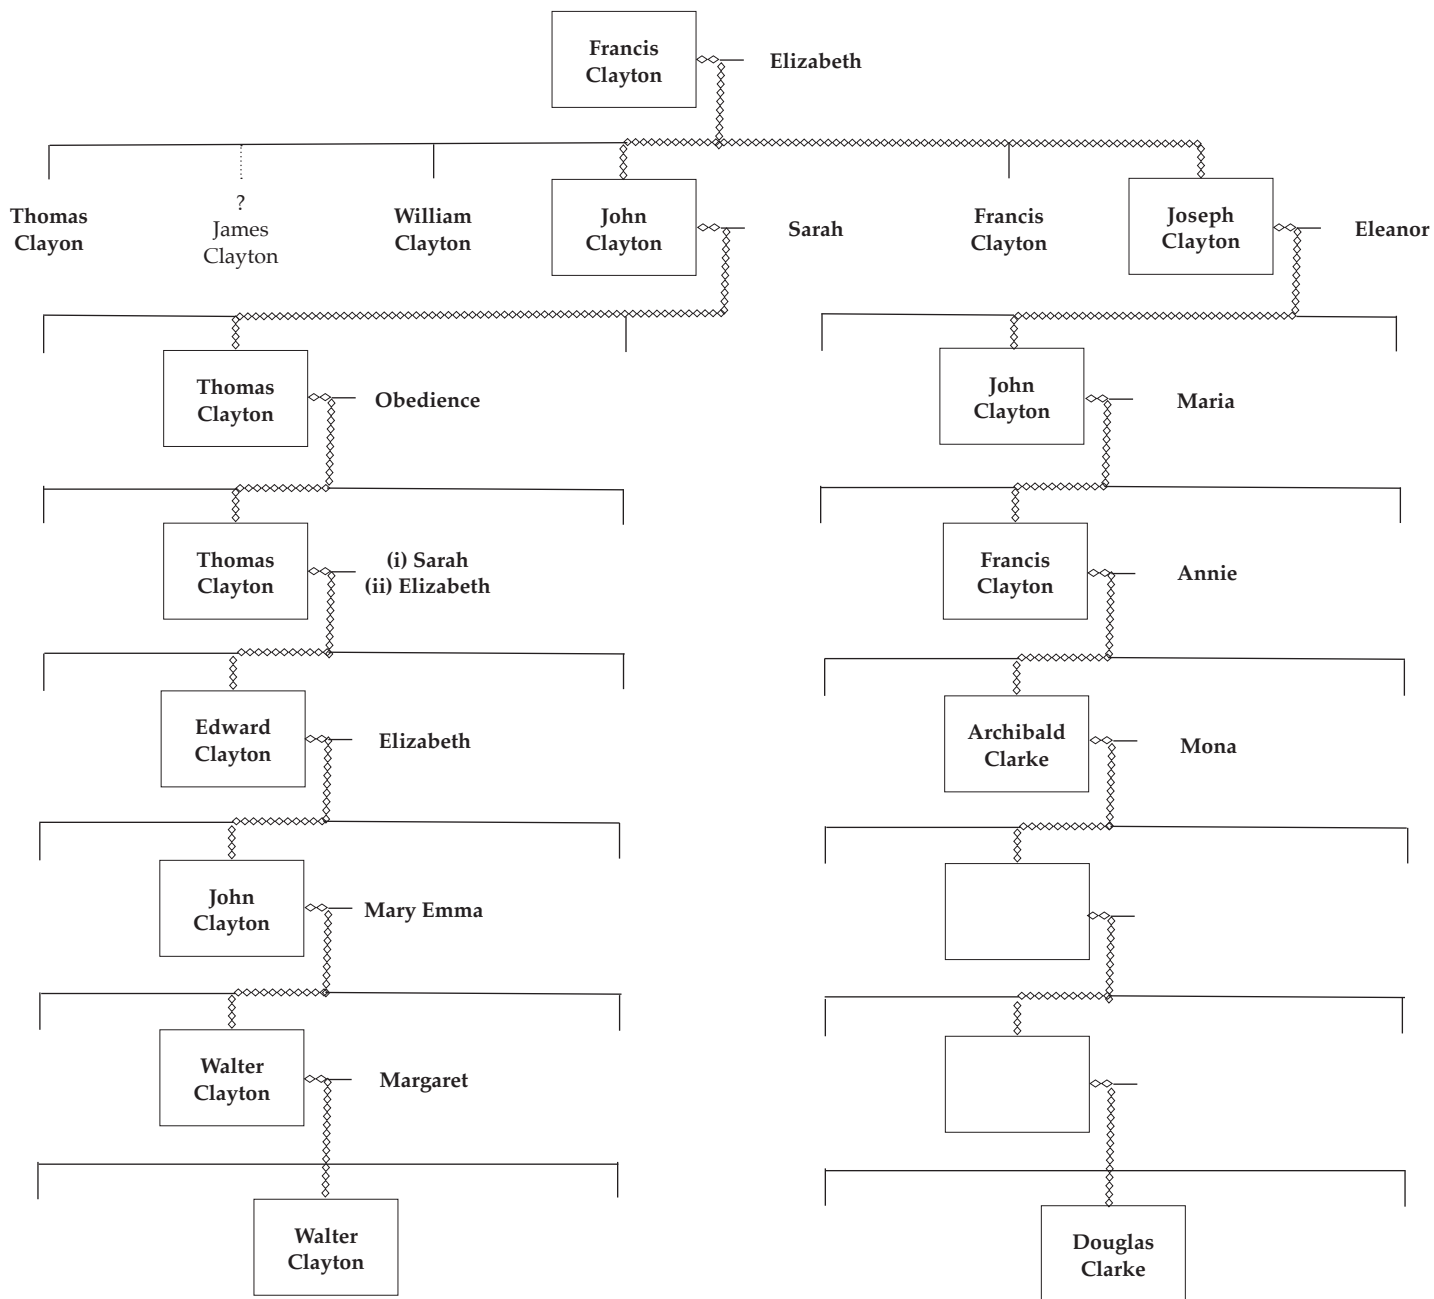 Francis
Clayton
Elizabeth
Thomas
Clayon
?
James
Clayton
William
Clayton
John
Clayton
Sarah
Francis
Clayton
Joseph
Clayton
Eleanor
Thomas
Clayton
Obedience
John
Clayton
Maria
Thomas
Clayton
(i) Sarah
(ii) Elizabeth
Francis
Clayton
Annie
Edward
Clayton
Elizabeth
Archibald
Clarke
Mona
John
Clayton
Mary Emma
Walter
Clayton
Margaret
Walter
Clayton
Douglas
Clarke